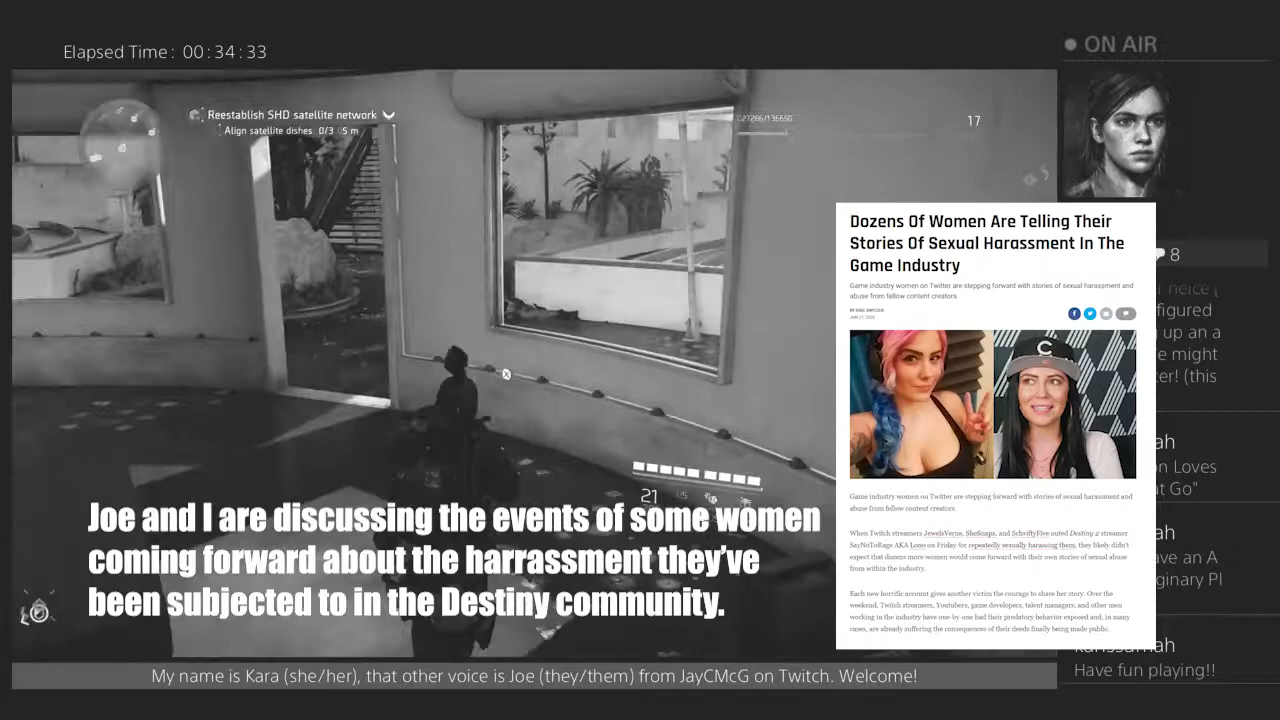 Elapsed Time: 00:34:33
ON AIR
Reestablish SHD satellite network
Align satellite dishes 0/3 5 m
17
Dozens Of Women Are Telling Their
Stories Of Sexual Harassment In The
Game Industry
Game industry women on Twitter are stepping forward with stories of sexual harassment and
abuse from fellow content creators.
BY ERIC SWITZER
8
figured
up an a
might
ter! (this
C
ah
on Loves
at Go"
Game industry women on Twitter are stepping forward with stories of sexual harassment and
abuse from fellow content creators.
When Twitch streamers JewelsVerne, SheSnaps, and SchviftyFive outed Destiny 2 streamer
SayNoToRage AKA Lono on Friday for repeatedly sexually harassing them, they likely didn't
expect that dozens more women would come forward with their own stories of sexual abuse
from within the industry.
Each new horrific account gives another victim the courage to share her story. Over the
weekend, Twitch streamers, Youtubers, game developers, talent managers, and other men
working in the industry have one-by-one had their predatory behavior exposed and, in many
cases, are already suffering the consequences of their deeds finally being made public.
ah
ave an A
ginary Pl
21
Joe and I are discussing the events of some women
coming forward about the harrassment they've
been subjected to in the Destiny community.
karissamah
Have fun playing!!
My name is Kara (she/her), that other voice is Joe (they/them) from JayCMcG on Twitch. Welcome!